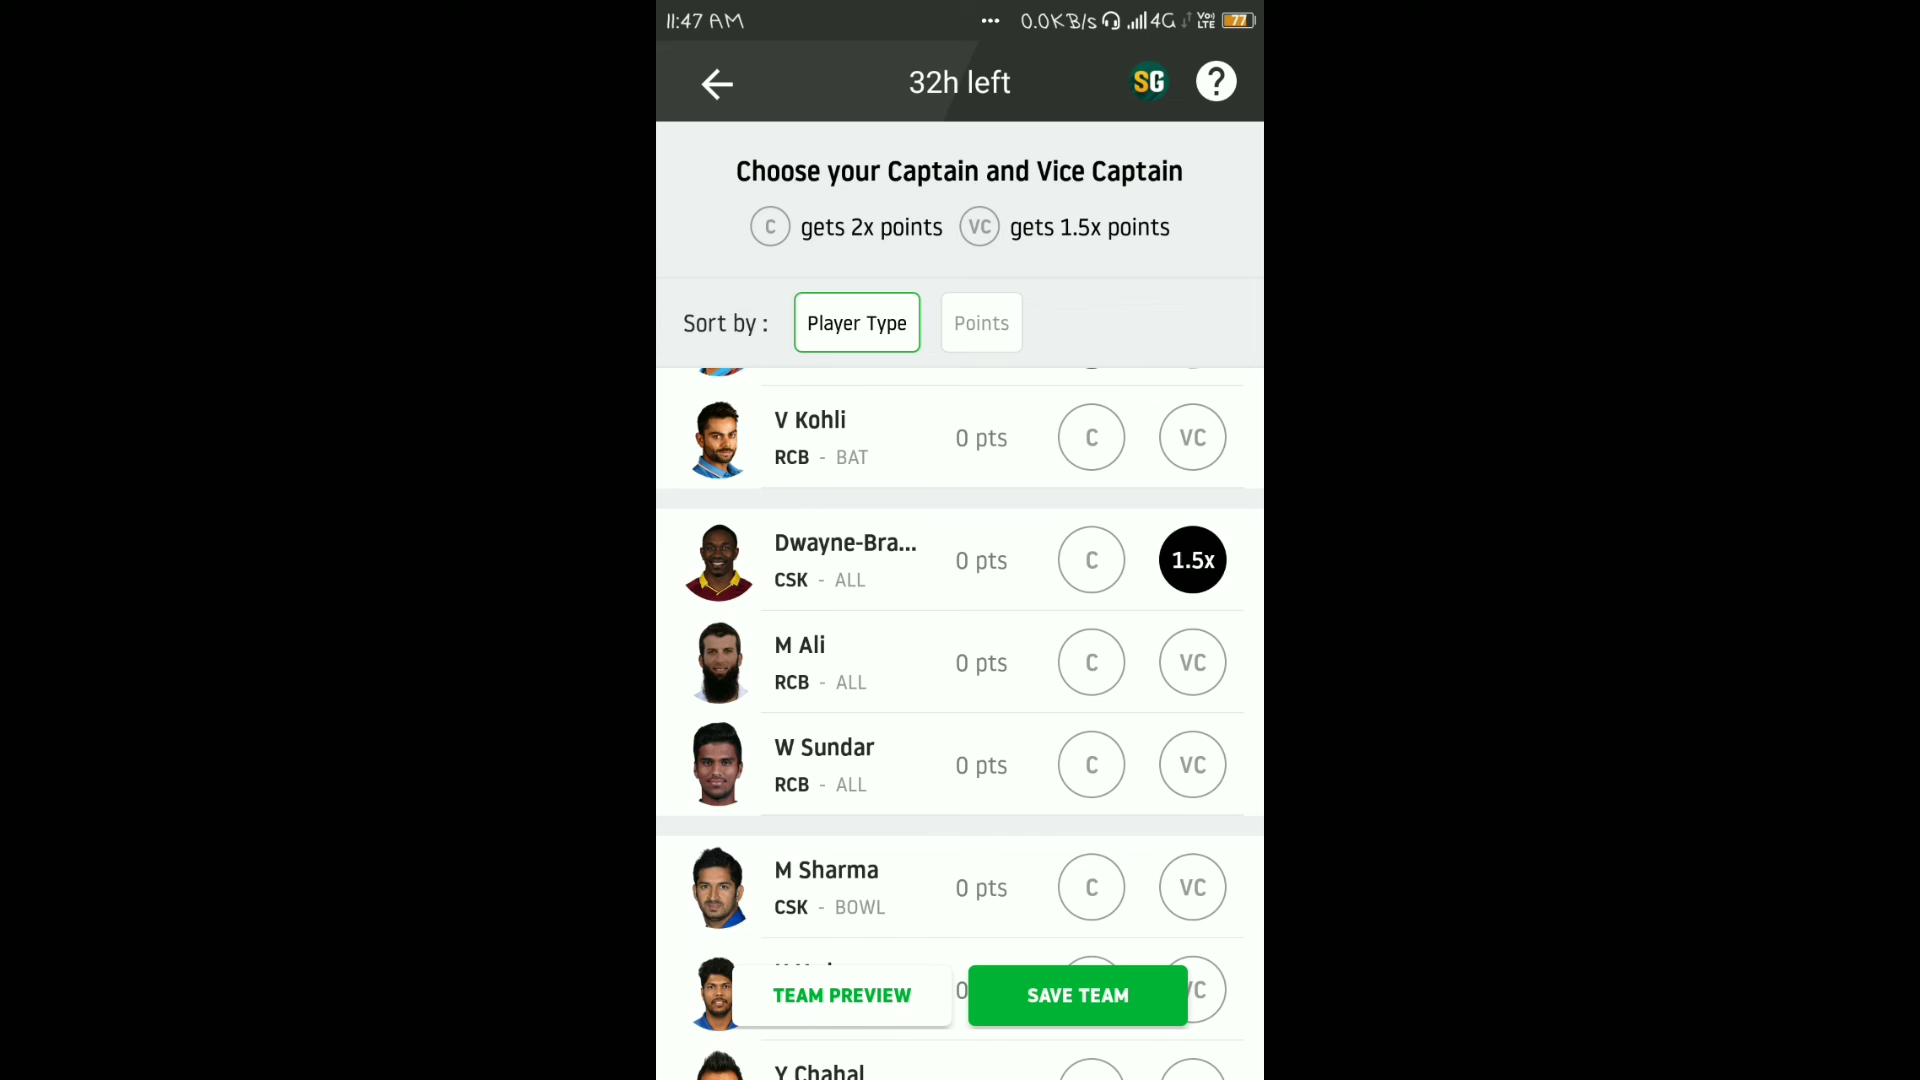 11:47 AM ... 0.0KB/s 4G VoLTE 77
32h left SG ?
Choose your Captain and Vice Captain
C gets 2x points VC gets 1.5x points
Sort by : Player Type Points
V Kohli
RCB - BAT 0 pts C VC
Dwayne-Bra...
CSK - ALL 0 pts C 1.5x
M Ali
RCB - ALL 0 pts C VC
W Sundar
RCB - ALL 0 pts C VC
M Sharma
CSK - BOWL 0 pts C VC
TEAM PREVIEW 0 SAVE TEAM VC
Y Chahal